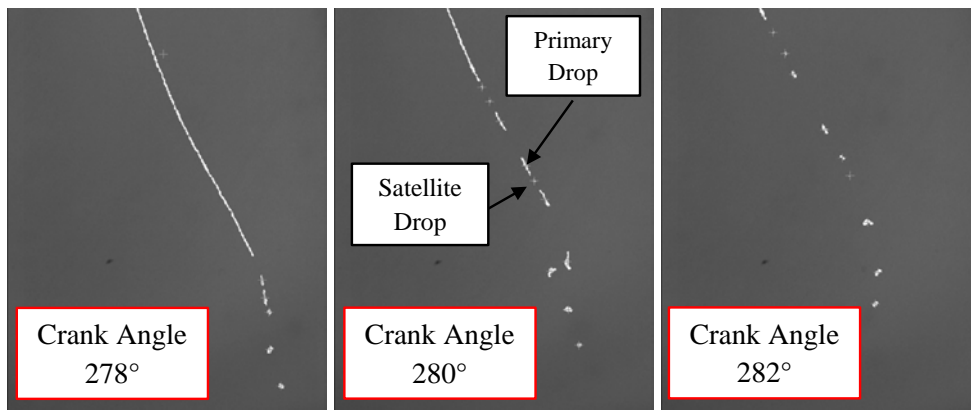 Primary
Drop
Satellite
Drop
Crank Angle
278°
Crank Angle
280°
Crank Angle
282°